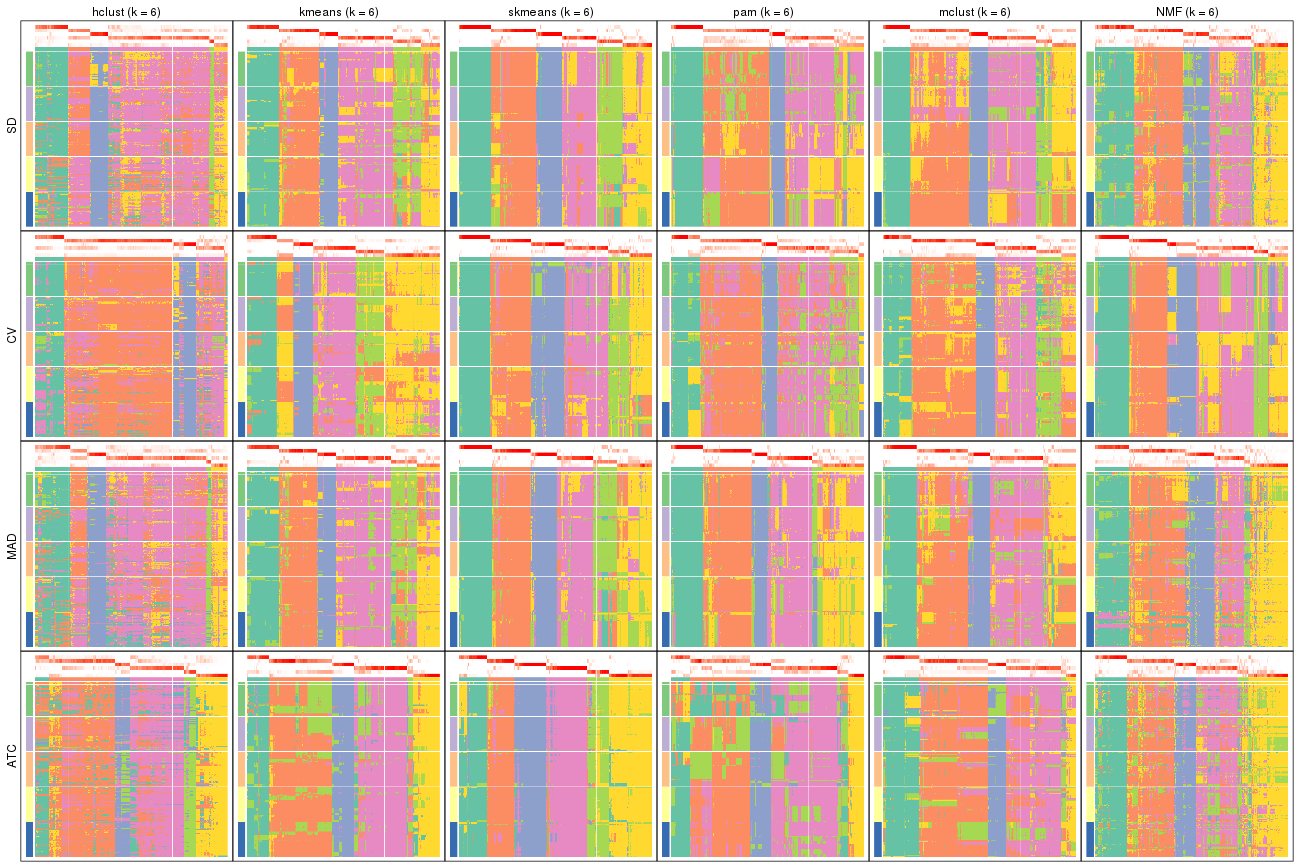 hclust (k = 6) kmeans (k = 6) skmeans (k = 6) pam (k = 6) mclust (k = 6) NMF (k = 6)
SD
CV
MAD
ATC